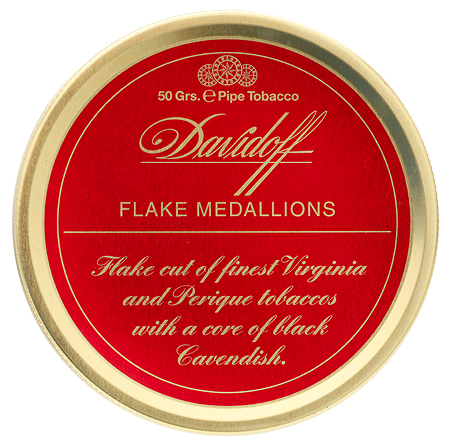 50 Grs. ℮ Pipe Tobacco
Davidoff
FLAKE MEDALLIONS
Flake cut of finest Virginia
and Perique tobaccos
with a core of black
Cavendish.